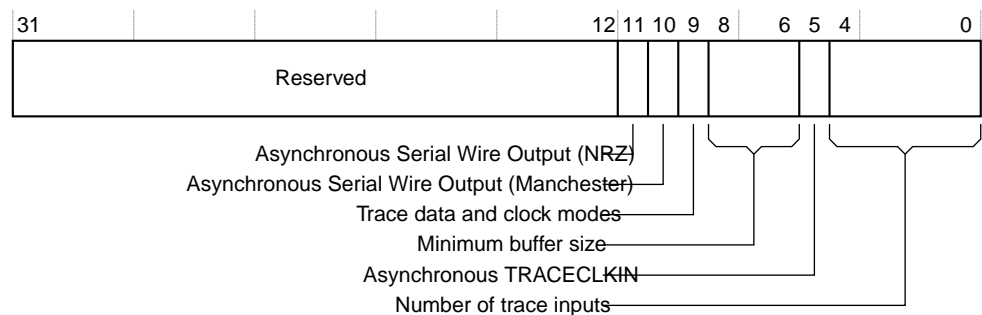 31 12 11 10 9 8 6 5 4 0
Reserved
Asynchronous Serial Wire Output (NRZ)
Asynchronous Serial Wire Output (Manchester)
Trace data and clock modes
Minimum buffer size
Asynchronous TRACECLKIN
Number of trace inputs